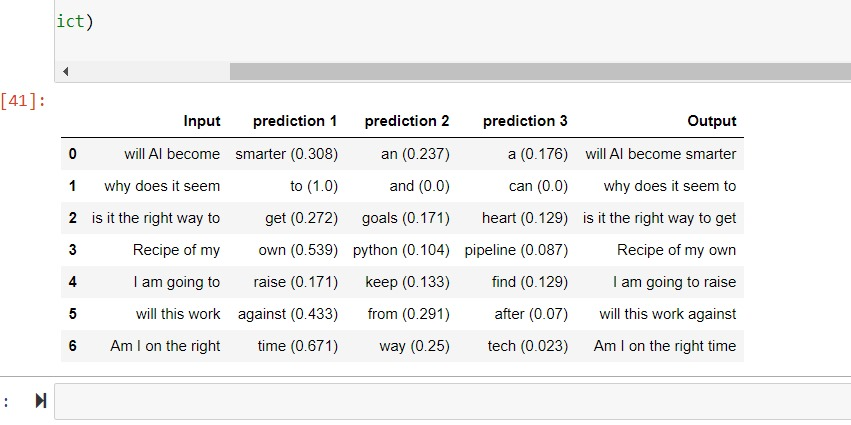 ict)
[41]:
Input prediction 1 prediction 2 prediction 3 Output
0 will AI become smarter (0.308) an (0.237) a (0.176) will AI become smarter
1 why does it seem to (1.0) and (0.0) can (0.0) why does it seem to
2 is it the right way to get (0.272) goals (0.171) heart (0.129) is it the right way to get
3 Recipe of my own (0.539) python (0.104) pipeline (0.087) Recipe of my own
4 I am going to raise (0.171) keep (0.133) find (0.129) I am going to raise
5 will this work against (0.433) from (0.291) after (0.07) will this work against
6 Am I on the right time (0.671) way (0.25) tech (0.023) Am I on the right time
: